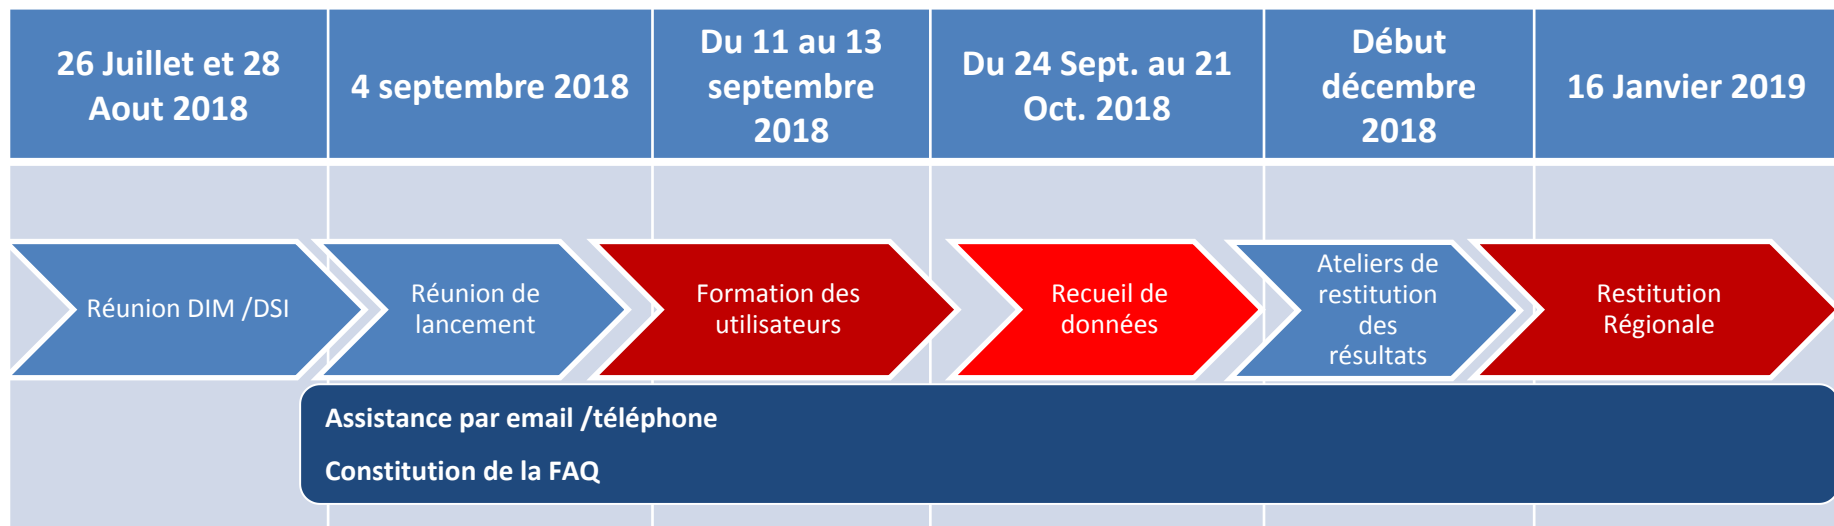 26 Juillet et 28
Aout 2018
4 septembre 2018
Du 11 au 13
septembre
2018
Du 24 Sept. au 21
Oct. 2018
Début
décembre
2018
16 Janvier 2019
Réunion DIM /DSI
Réunion de
lancement
Formation des
utilisateurs
Recueil de
données
Ateliers de
restitution
des
résultats
Restitution
Régionale
Assistance par email /téléphone
Constitution de la FAQ